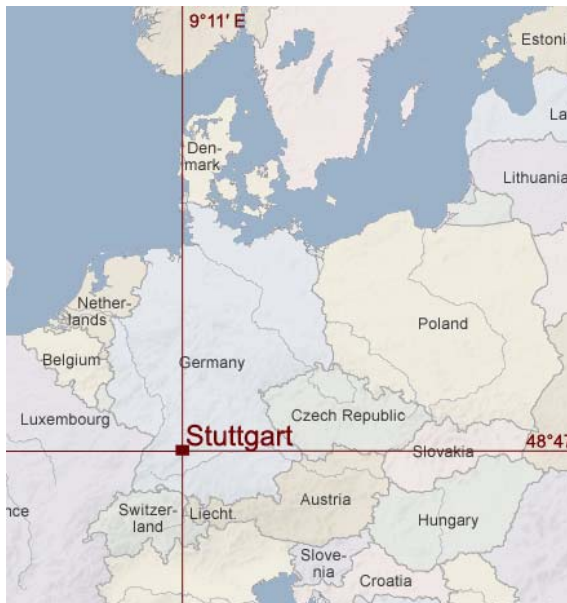 9°11' E
Estoni
Den-
mark
La
Lithuania
Nether-
lands
Poland
Belgium
Germany
Luxembourg
Czech Republic
Stuttgart
48°47
Slovakia
Switzer-
land
Liecht.
Austria
nce
Hungary
Slove-
nia
Croatia